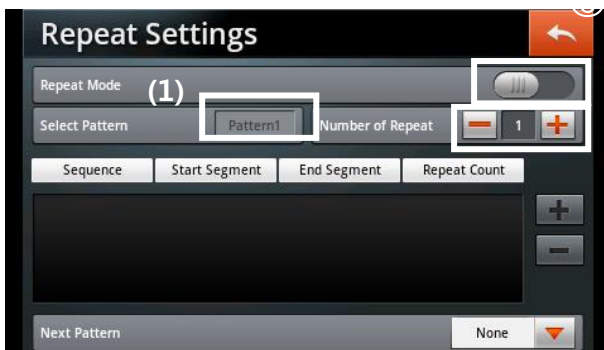 Repeat Settings
Repeat Mode
(1)
Select Pattern Pattern1 Number of Repeat 1
Sequence Start Segment End Segment Repeat Count
Next Pattern None